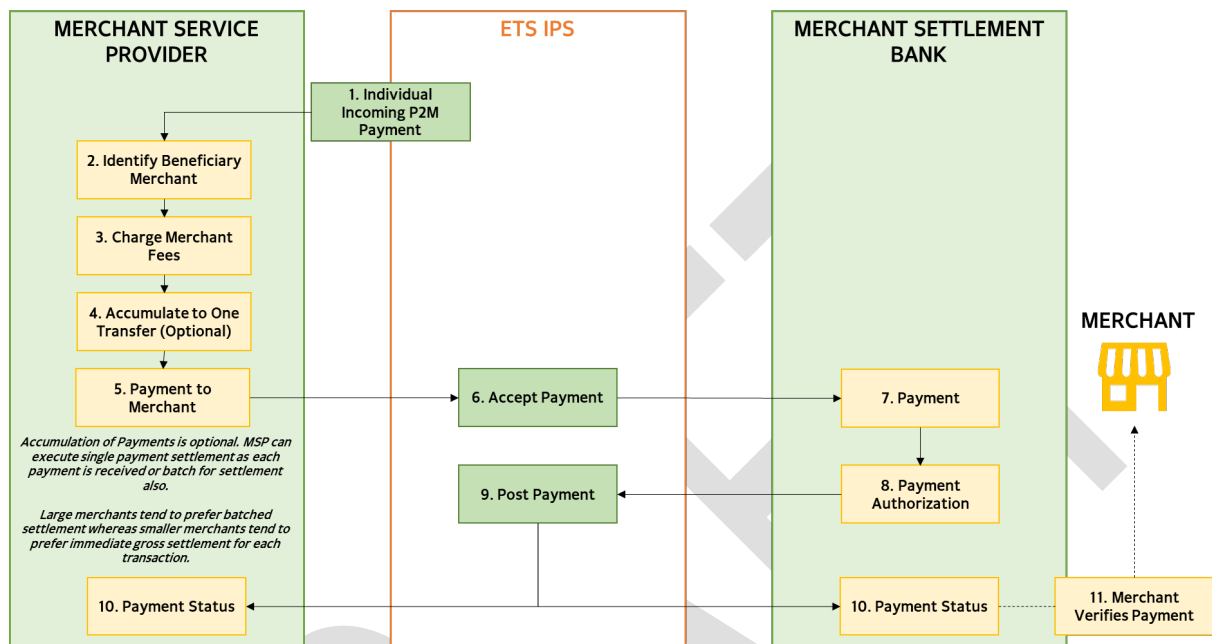 MERCHANT SERVICE
PROVIDER
ETS IPS
MERCHANT SETTLEMENT
BANK
1. Individual
Incoming P2M
Payment
2. Identify Beneficiary
Merchant
3. Charge Merchant
Fees
4. Accumulate to One
Transfer (Optional)
MERCHANT
5. Payment to
Merchant
6. Accept Payment
7. Payment
Accumulation of Payments is optional. MSP can
execute single payment settlement as each
payment is received or batch for settlement
also.
Large merchants tend to prefer batched
settlement whereas smaller merchants tend to
prefer immediate gross settlement for each
transaction.
8. Payment
Authorization
9. Post Payment
10. Payment Status
10. Payment Status
11. Merchant
Verifies Payment